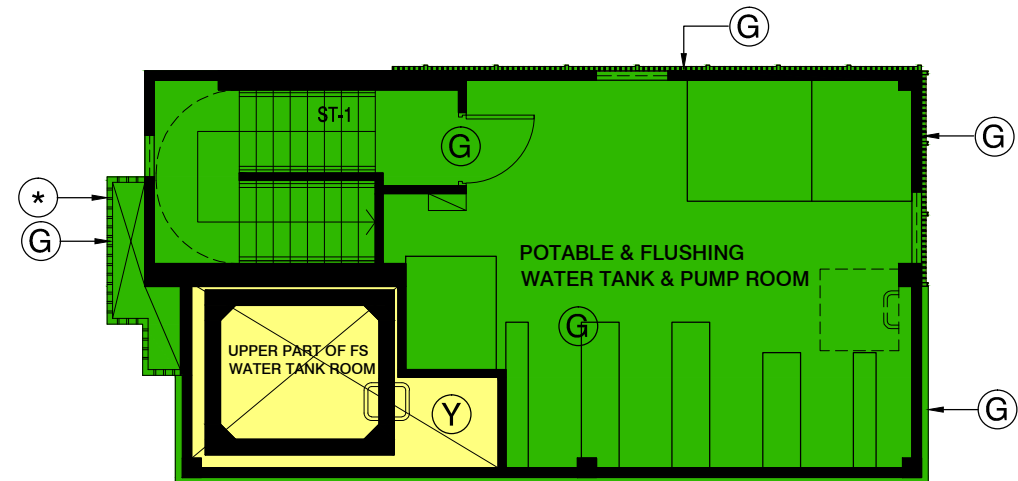 G
ST-1
G
G
*
G
POTABLE & FLUSHING
WATER TANK & PUMP ROOM
G
UPPER PART OF FS
WATER TANK ROOM
Y
G